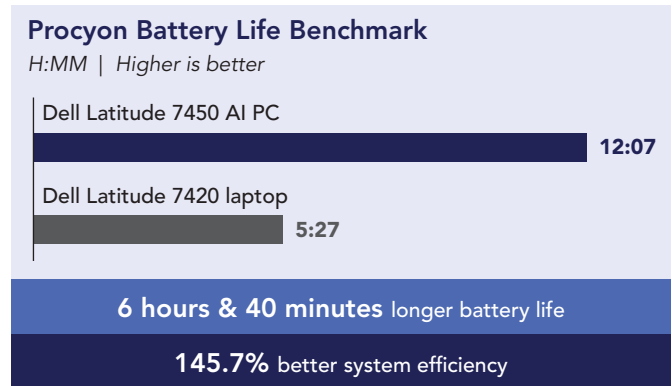 Procyon Battery Life Benchmark
H:MM | Higher is better
Dell Latitude 7450 AI PC
12:07
Dell Latitude 7420 laptop
5:27
6 hours & 40 minutes longer battery life
145.7% better system efficiency